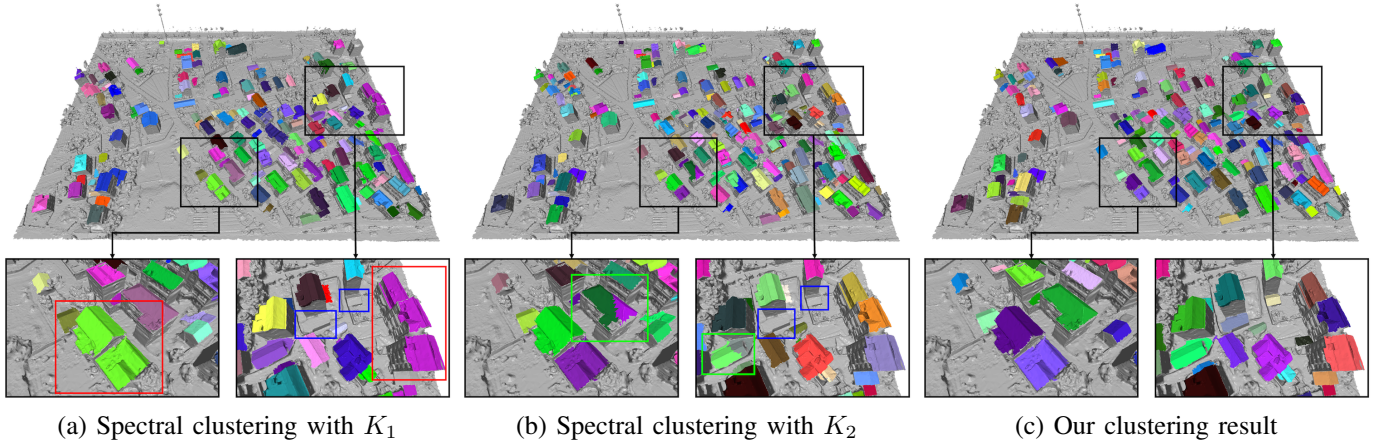 (a) Spectral clustering with K₁
(b) Spectral clustering with K₂
(c) Our clustering result